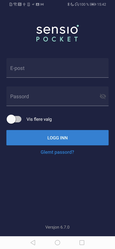 sensio
POCKET
E-post
Passord
Vis flere valg
LOGG INN
Glemt passord?
Versjon 6.7.0